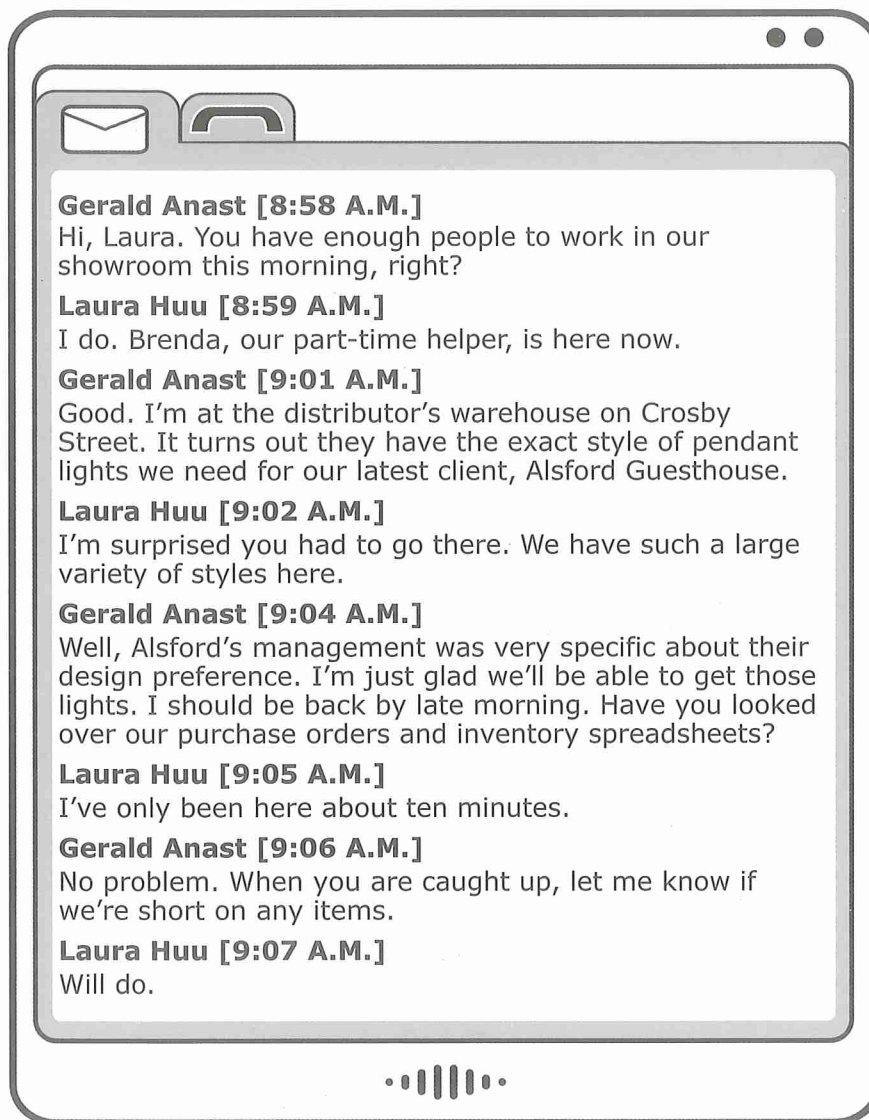 Gerald Anast [8:58 A.M.]
Hi, Laura. You have enough people to work in our
showroom this morning, right?
Laura Huu [8:59 A.M.]
I do. Brenda, our part-time helper, is here now.
Gerald Anast [9:01 A.M.]
Good. I'm at the distributor's warehouse on Crosby
Street. It turns out they have the exact style of pendant
lights we need for our latest client, Alsford Guesthouse.
Laura Huu [9:02 A.M.]
I'm surprised you had to go there. We have such a large
variety of styles here.
Gerald Anast [9:04 A.M.]
Well, Alsford's management was very specific about their
design preference. I'm just glad we'll be able to get those
lights. I should be back by late morning. Have you looked
over our purchase orders and inventory spreadsheets?
Laura Huu [9:05 A.M.]
I've only been here about ten minutes.
Gerald Anast [9:06 A.M.]
No problem. When you are caught up, let me know if
we're short on any items.
Laura Huu [9:07 A.M.]
Will do.